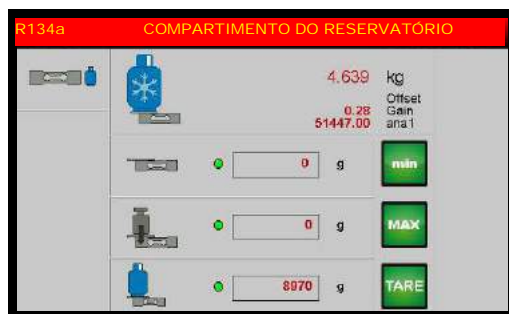 R134a COMPARTIMENTO DO RESERVATÓRIO
4.639 kg
Offset
0.28 Gain
51447.00 ana1
0 g min
0 g MAX
8970 g TARE